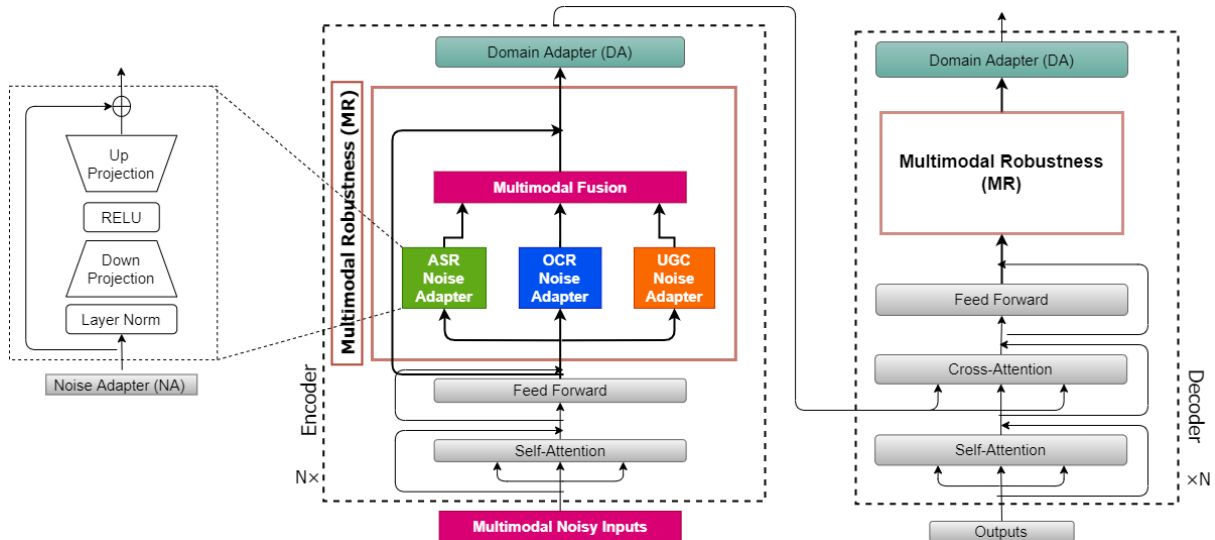 Up
Projection
RELU
Down
Projection
Layer Norm
Noise Adapter (NA)
Domain Adapter (DA)
Multimodal Robustness (MR)
Multimodal Fusion
ASR
Noise
Adapter
OCR
Noise
Adapter
UGC
Noise
Adapter
Feed Forward
Self-Attention
Encoder
N×
Multimodal Noisy Inputs
Domain Adapter (DA)
Multimodal Robustness
(MR)
Feed Forward
Cross-Attention
Self-Attention
Decoder
×N
Outputs